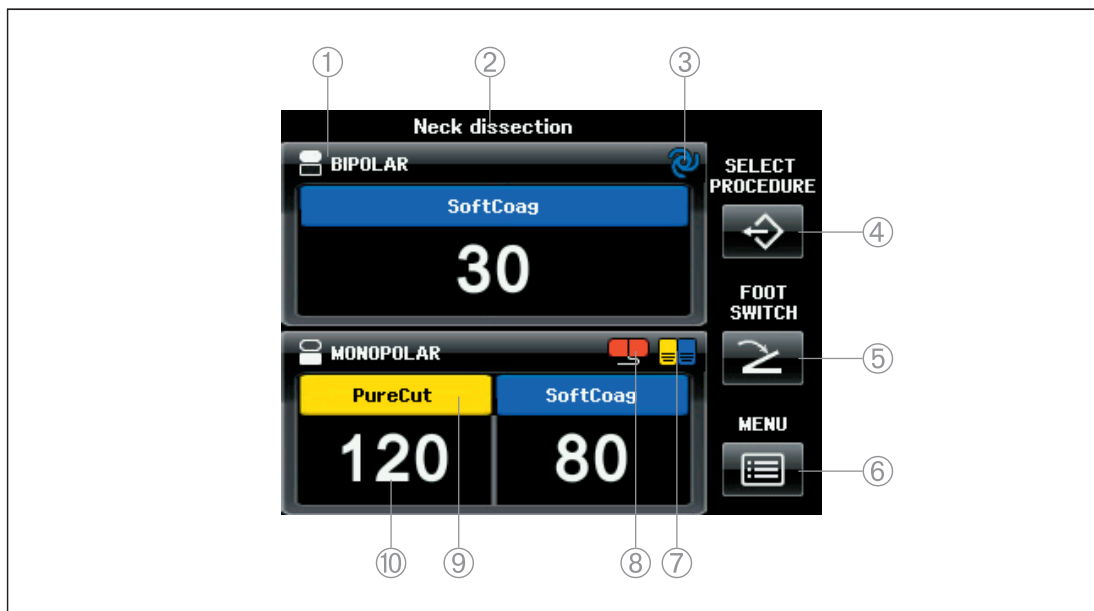 ① ② ③
Neck dissection
BIPOLAR
SoftCoag
30
SELECT
PROCEDURE
④
FOOT
SWITCH
⑤
MONOPOLAR
PureCut
SoftCoag
120
80
MENU
⑥
⑩ ⑨ ⑧ ⑦